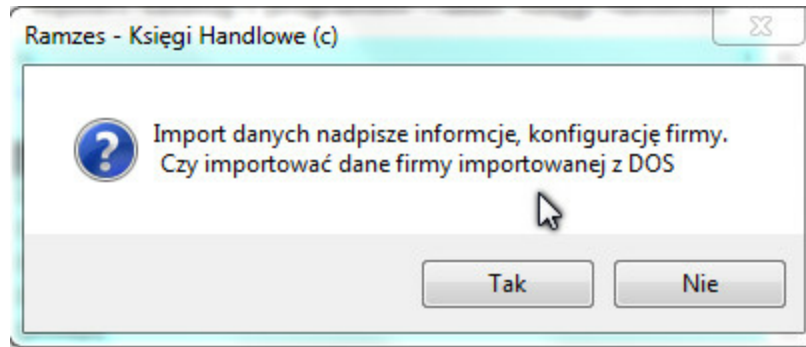 Ramzes - Księgi Handlowe (c)
Import danych nadpisze informcje, konfigurację firmy.
Czy importować dane firmy importowanej z DOS
Tak
Nie